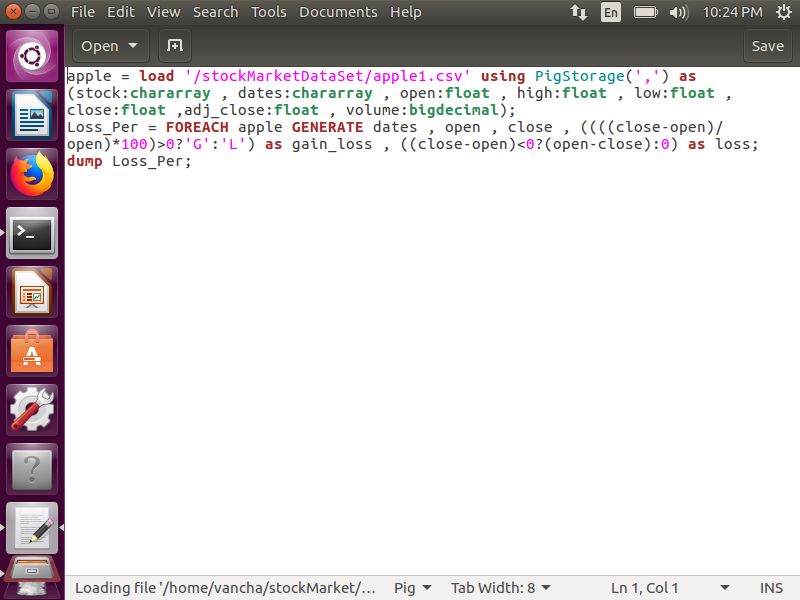 File Edit View Search Tools Documents Help En 10:24 PM
Open Save
apple = load '/stockMarketDataSet/apple1.csv' using PigStorage(',') as
(stock:chararray , dates:chararray , open:float , high:float , low:float ,
close:float ,adj_close:float , volume:bigdecimal);
Loss_Per = FOREACH apple GENERATE dates , open , close , ((((close-open)/
open)*100)>0?'G':'L') as gain_loss , ((close-open)<0?(open-close):0) as loss;
dump Loss_Per;
Loading file '/home/vancha/stockMarket/... Pig Tab Width: 8 Ln 1, Col 1 INS